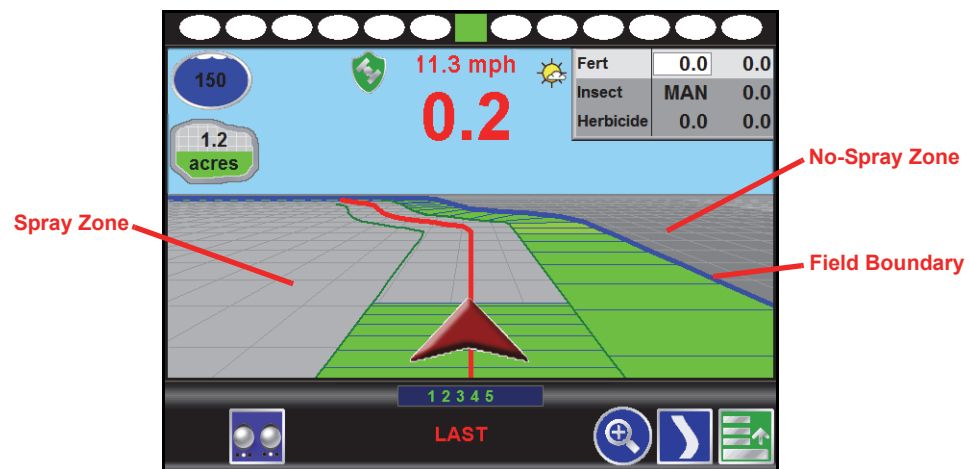 150
11.3 mph
0.2
Fert 0.0 0.0
Insect MAN 0.0
Herbicide 0.0 0.0
1.2
acres
No-Spray Zone
Spray Zone
Field Boundary
1 2 3 4 5
LAST